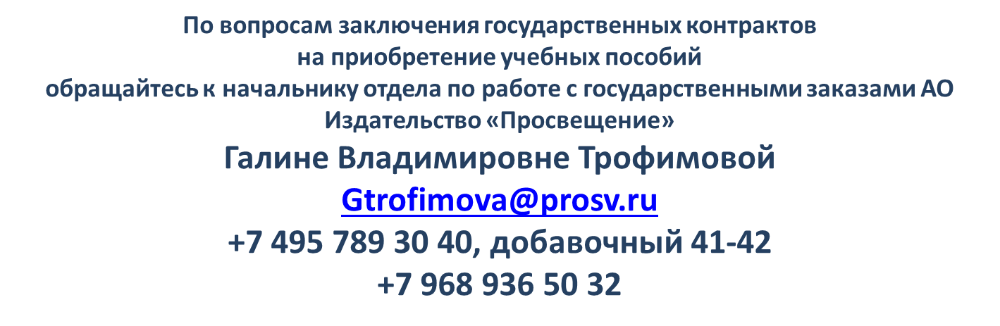 По вопросам заключения государственных контрактов
на приобретение учебных пособий
обращайтесь к начальнику отдела по работе с государственными заказами АО
Издательство «Просвещение»
Галине Владимировне Трофимовой
Gtrofimova@prosv.ru
+7 495 789 30 40, добавочный 41-42
+7 968 936 50 32